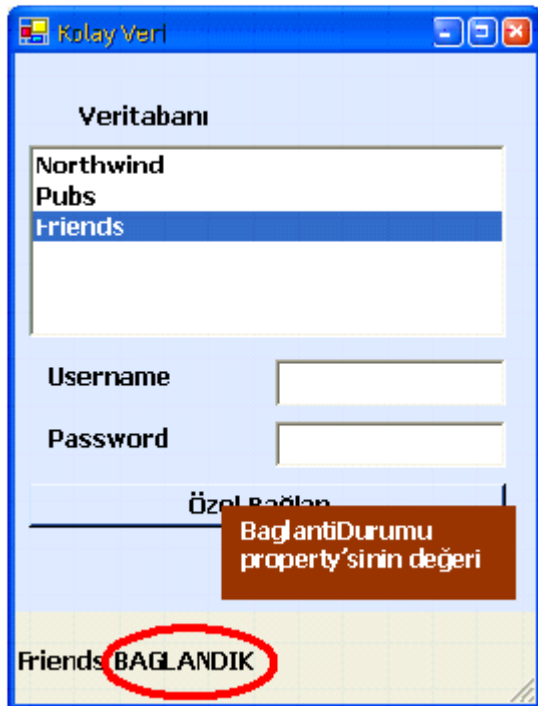 Kolay Veri
Veritabanı
Northwind
Pubs
Friends
Username
Password
Özel Bağlan
BaglantiDurumu
property'sinin değeri
Friends BAGLANDIK